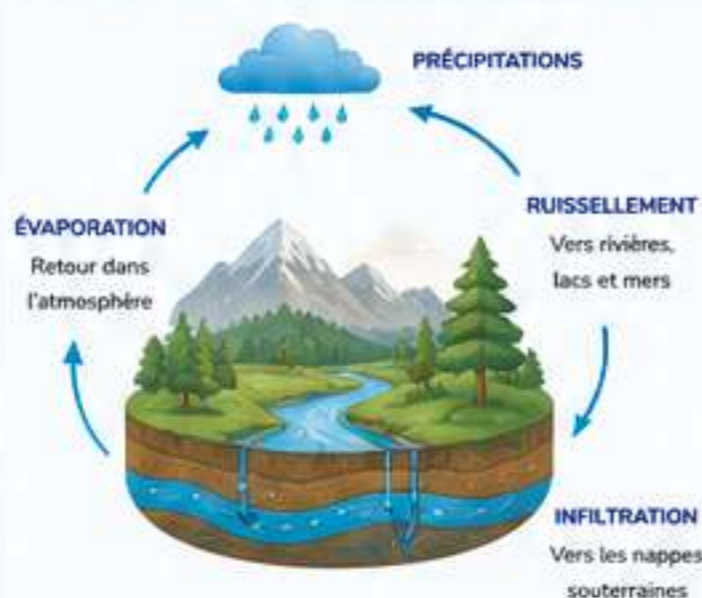 PRÉCIPITATIONS
ÉVAPORATION
Retour dans
l'atmosphère
RUISSELLEMENT
Vers rivières,
lacs et mers
INFILTRATION
Vers les nappes
souterraines